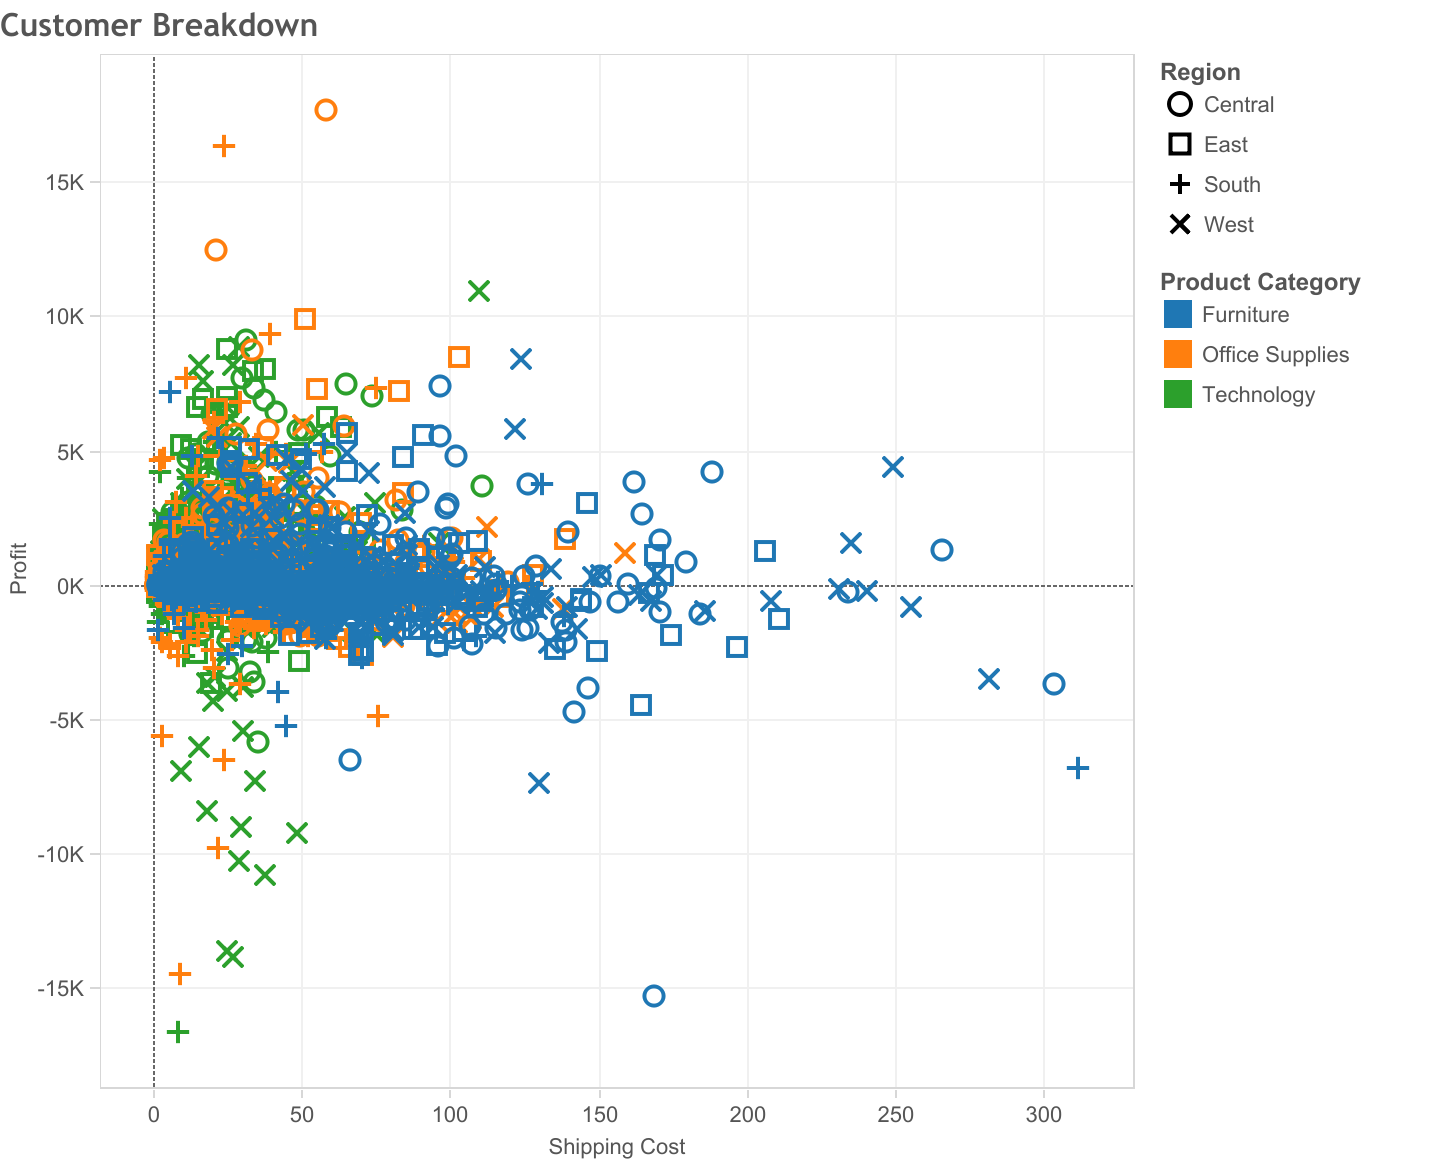 Customer Breakdown
Region
Central
East
South
West
Product Category
Furniture
Office Supplies
Technology
Profit
15K
10K
5K
0K
-5K
-10K
-15K
0
50
100
150
200
250
300
Shipping Cost